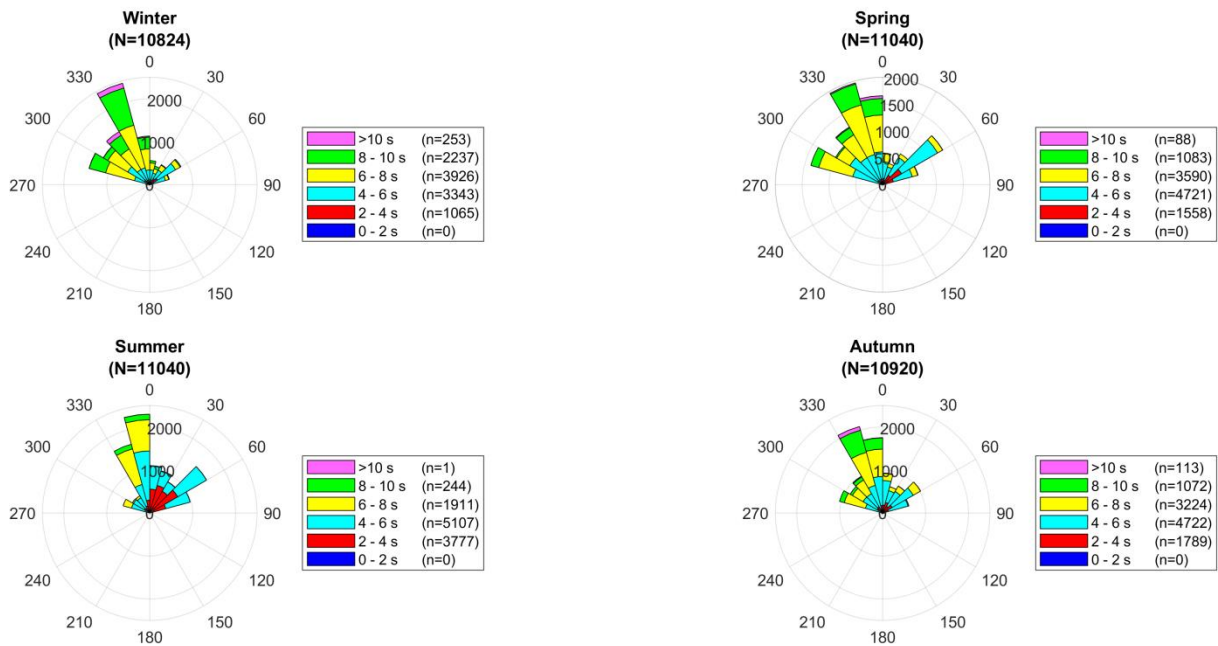 Winter
(N=10824)
0
30
60
90
120
150
180
210
240
270
300
330
1000
2000
0
>10 s (n=253)
8 - 10 s (n=2237)
6 - 8 s (n=3926)
4 - 6 s (n=3343)
2 - 4 s (n=1065)
0 - 2 s (n=0)
Spring
(N=11040)
0
30
60
90
120
150
180
210
240
270
300
330
2000
1500
1000
500
0
>10 s (n=88)
8 - 10 s (n=1083)
6 - 8 s (n=3590)
4 - 6 s (n=4721)
2 - 4 s (n=1558)
0 - 2 s (n=0)
Summer
(N=11040)
0
30
60
90
120
150
180
210
240
270
300
330
2000
1000
0
>10 s (n=1)
8 - 10 s (n=244)
6 - 8 s (n=1911)
4 - 6 s (n=5107)
2 - 4 s (n=3777)
0 - 2 s (n=0)
Autumn
(N=10920)
0
30
60
90
120
150
180
210
240
270
300
330
2000
1000
0
>10 s (n=113)
8 - 10 s (n=1072)
6 - 8 s (n=3224)
4 - 6 s (n=4722)
2 - 4 s (n=1789)
0 - 2 s (n=0)